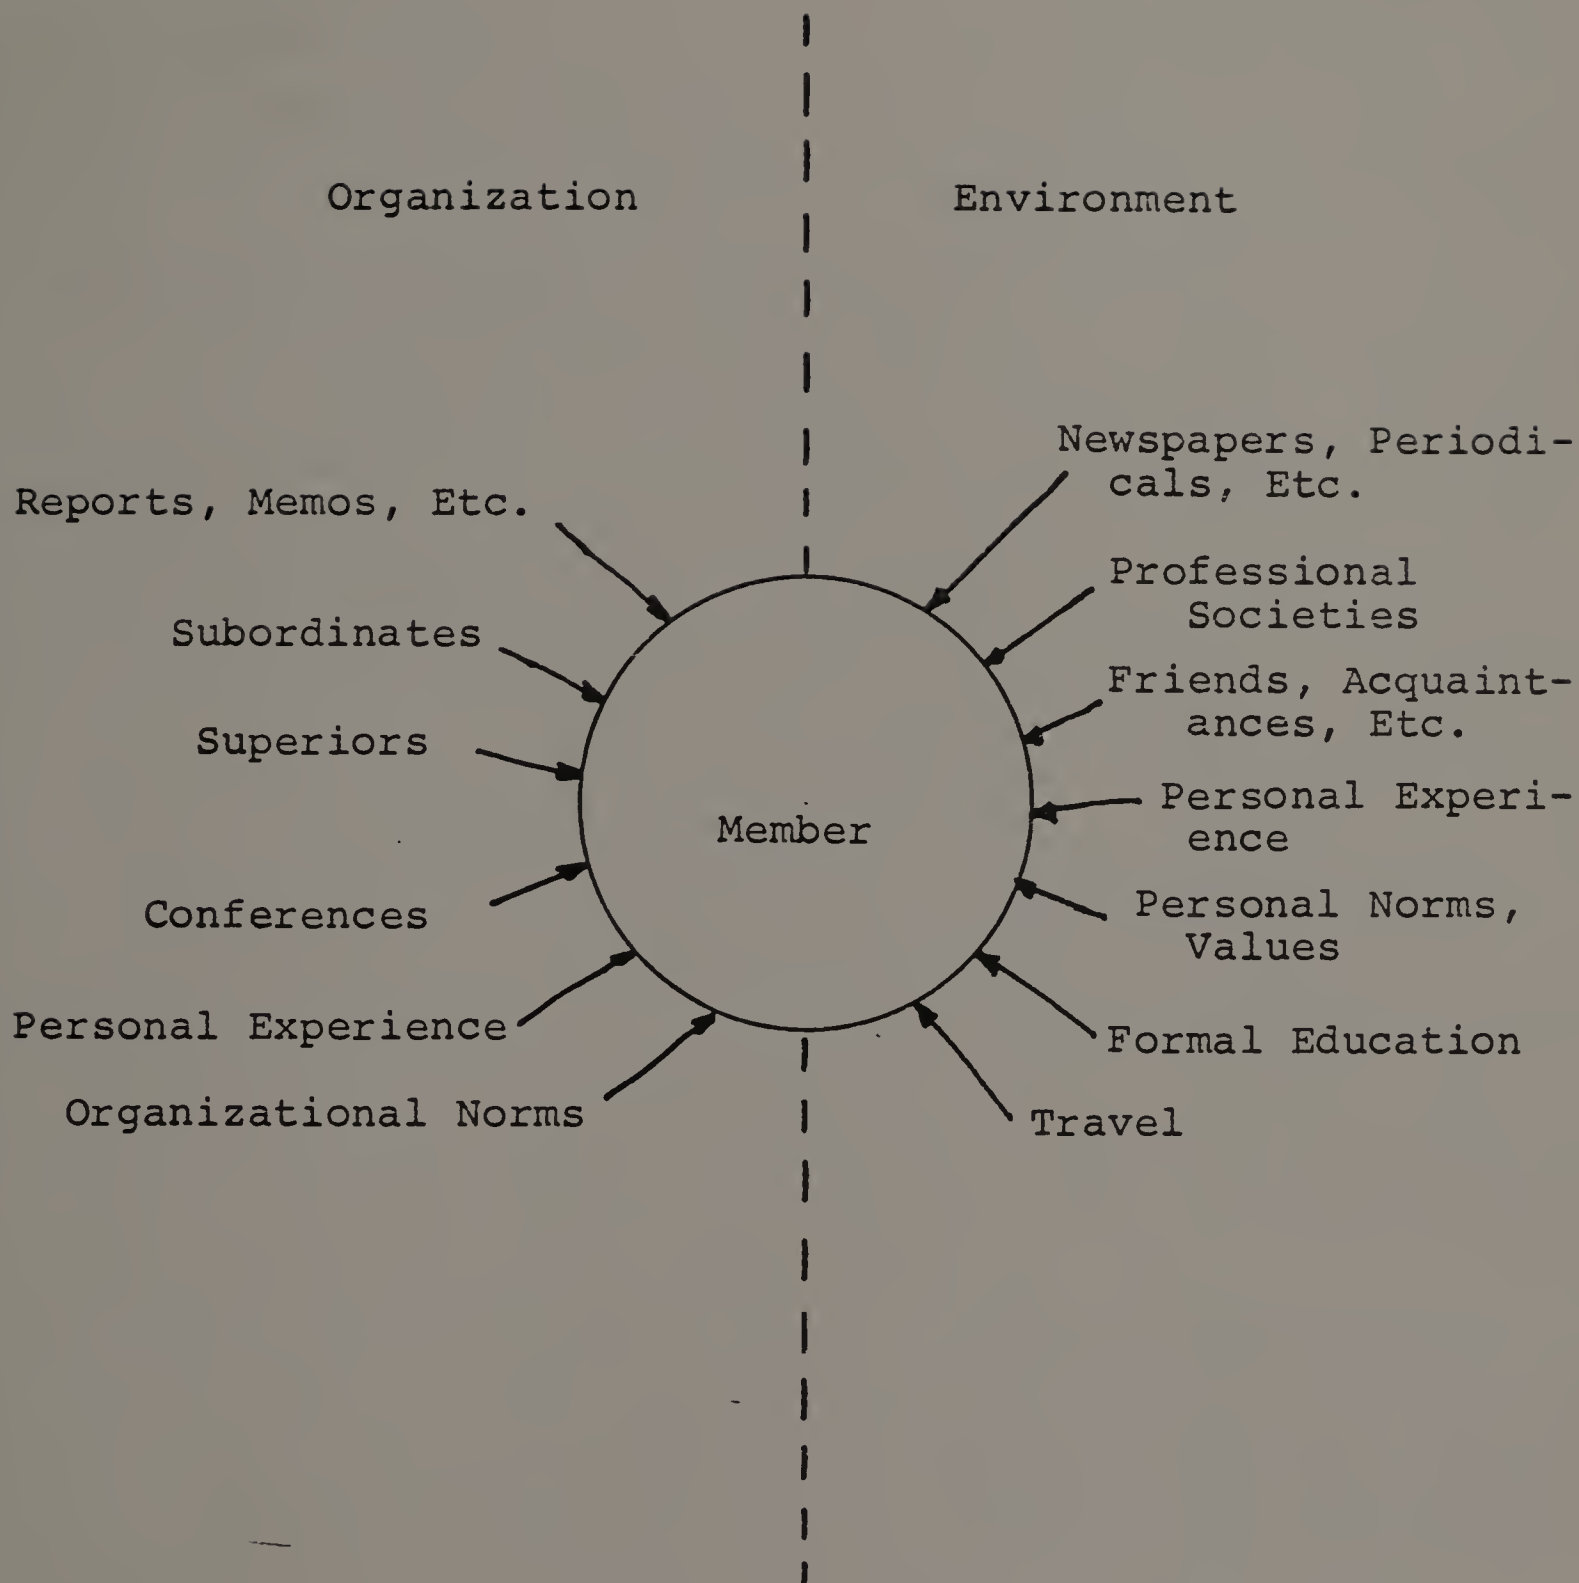 Organization
Environment
Reports, Memos, Etc.
Subordinates
Superiors
Conferences
Personal Experience
Organizational Norms
Member
Newspapers, Periodi-
cals, Etc.
Professional
Societies
Friends, Acquaint-
ances, Etc.
Personal Experi-
ence
Personal Norms,
Values
Formal Education
Travel